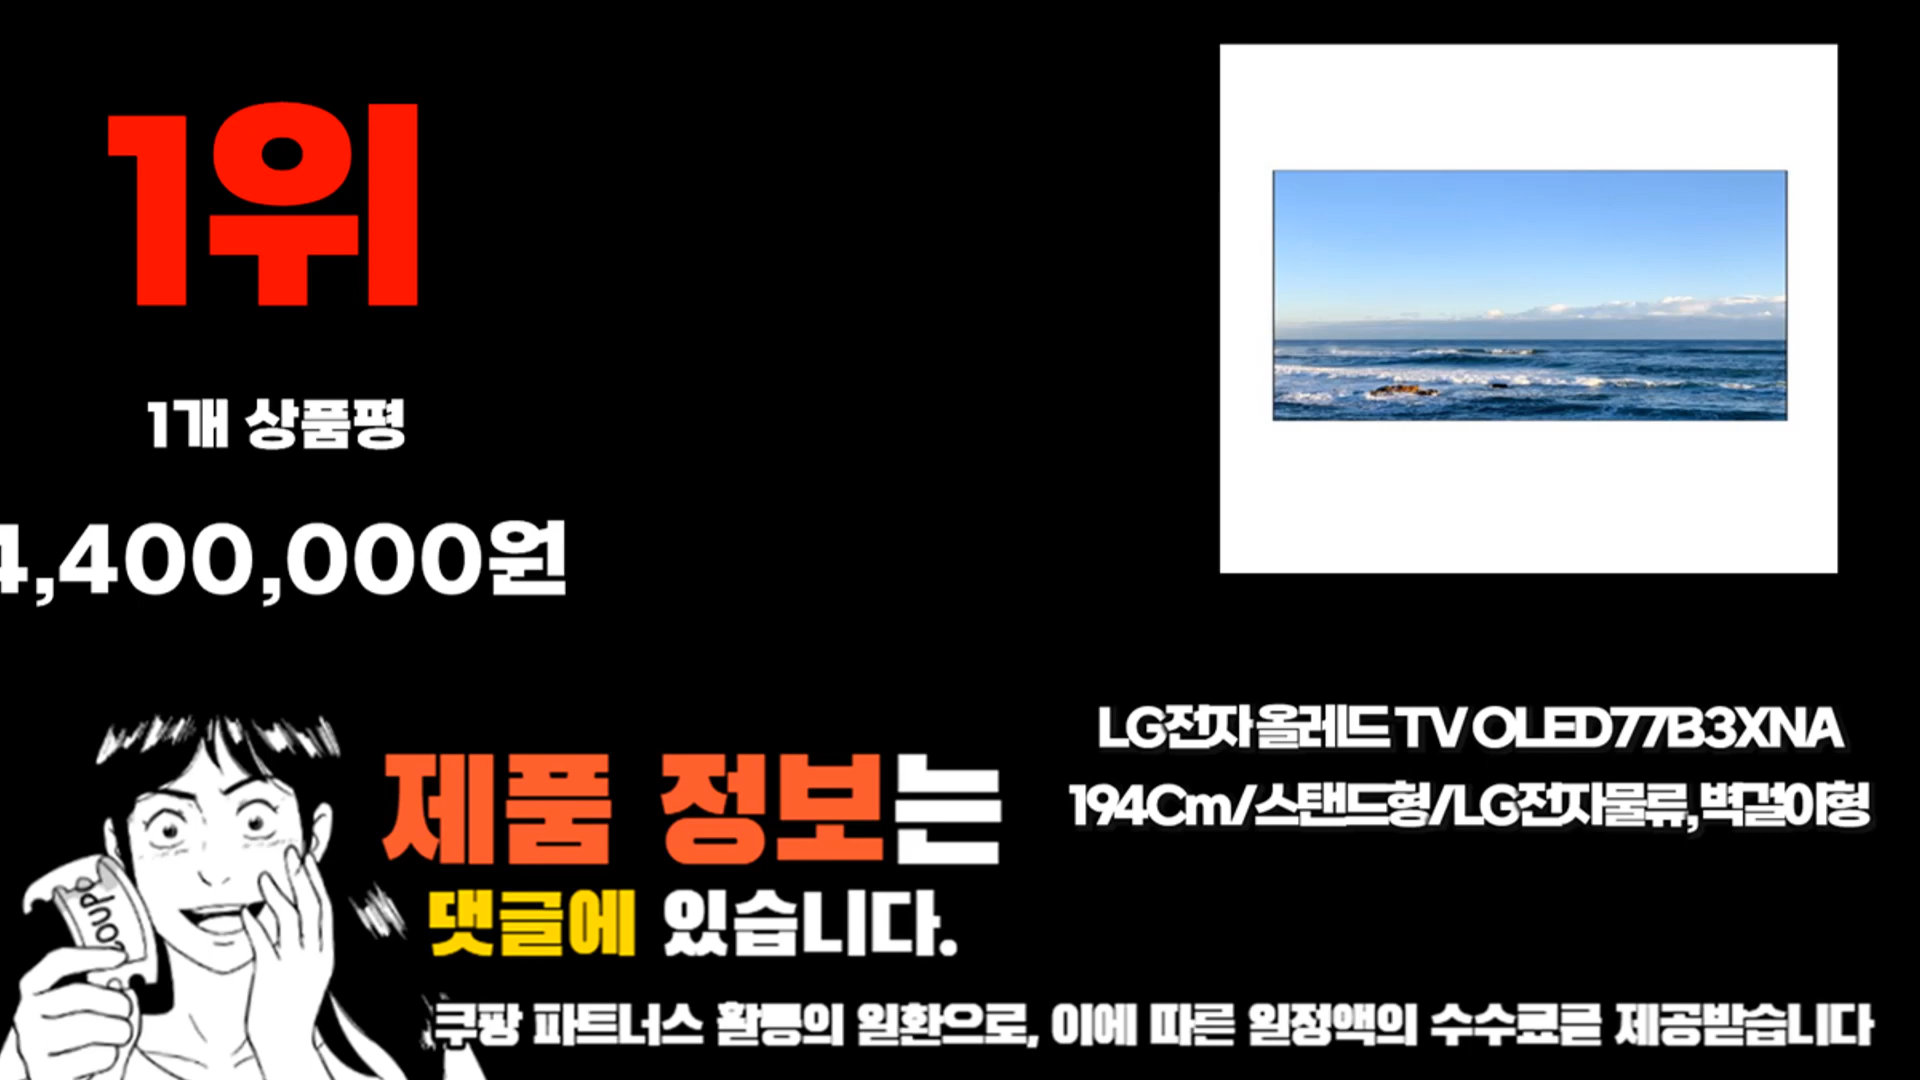 1위
1개 상품평
4,400,000원
LG전자 올레드 TV OLED77B3XNA
194Cm/스탠드형/LG전자물류, 벽걸이형
제품 정보는
댓글에 있습니다.
쿠팡 파트너스 활동의 일환으로, 이에 따른 일정액의 수수료를 제공받습니다